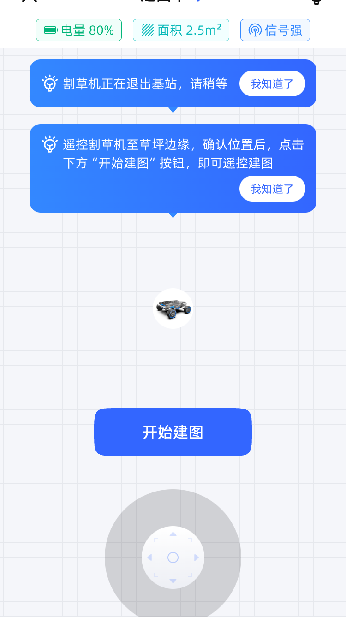 电量 80%
面积 2.5m²
信号强
割草机正在退出基站，请稍等
我知道了
遥控割草机至草坪边缘，确认位置后，点击
下方“开始建图”按钮，即可遥控建图
我知道了
开始建图